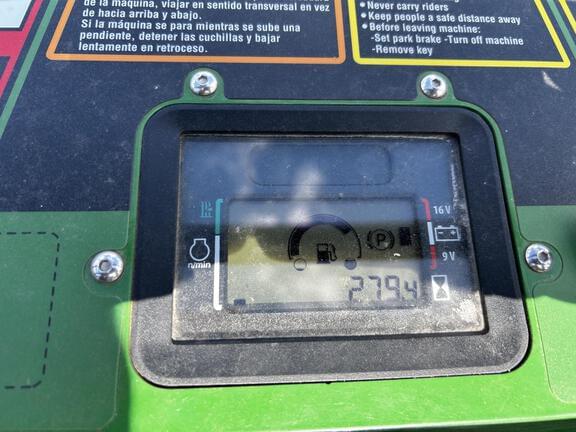 de la máquina, viajar en sentido transversal en vez
de hacia arriba y abajo.
Si la máquina se para mientras se sube una
pendiente, detener las cuchillas y bajar
lentamente en retroceso.
• Never carry riders
• Keep people a safe distance away
• Before leaving machine:
-Set park brake -Turn off machine
-Remove key
16 V
P
n/min
9 V
279.4